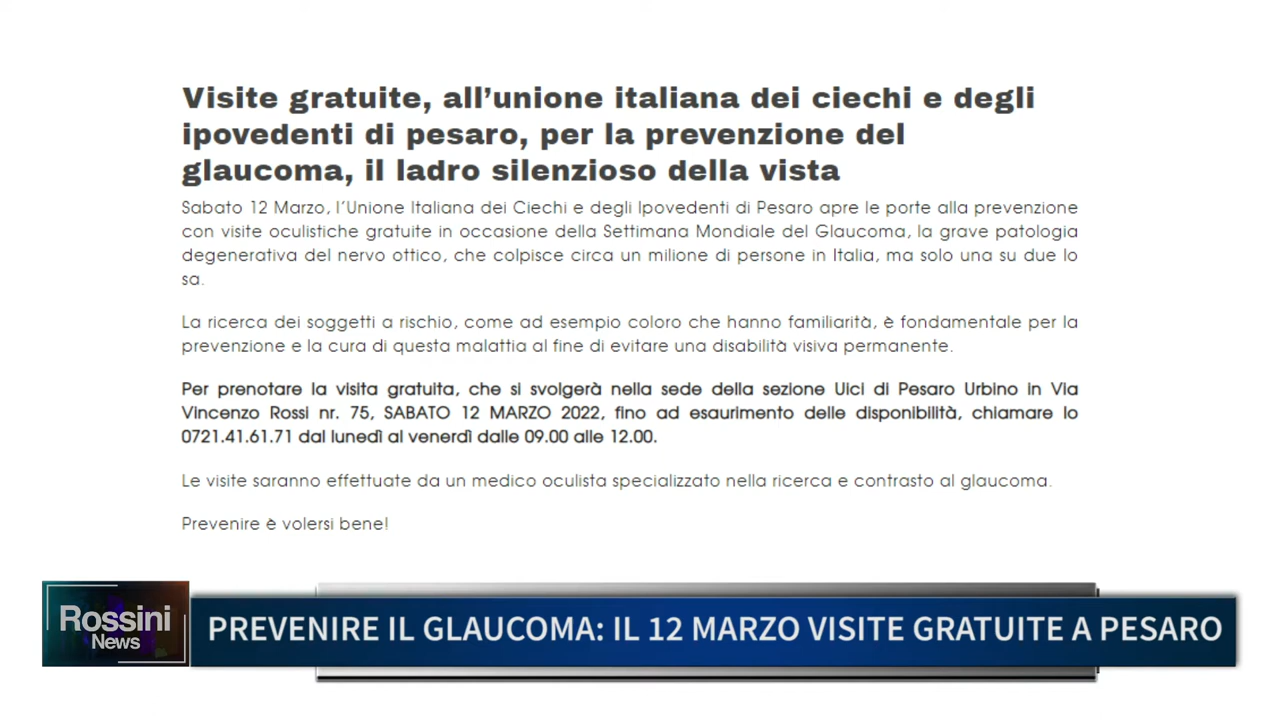 Visite gratuite, all’unione italiana dei ciechi e degli
ipovedenti di pesaro, per la prevenzione del
glaucoma, il ladro silenzioso della vista
Sabato 12 Marzo, l’Unione Italiana dei Ciechi e degli Ipovedenti di Pesaro apre le porte alla prevenzione
con visite oculistiche gratuite in occasione della Settimana Mondiale del Glaucoma, la grave patologia
degenerativa del nervo ottico, che colpisce circa un milione di persone in Italia, ma solo una su due lo
sa.
La ricerca dei soggetti a rischio, come ad esempio coloro che hanno familiarità, è fondamentale per la
prevenzione e la cura di questa malattia al fine di evitare una disabilità visiva permanente.
Per prenotare la visita gratuita, che si svolgerà nella sede della sezione Uici di Pesaro Urbino in Via
Vincenzo Rossi nr. 75, SABATO 12 MARZO 2022, fino ad esaurimento delle disponibilità, chiamare lo
0721.41.61.71 dal lunedì al venerdì dalle 09.00 alle 12.00.
Le visite saranno effettuate da un medico oculista specializzato nella ricerca e contrasto al glaucoma.
Prevenire è volersi bene!
Rossini
News
PREVENIRE IL GLAUCOMA: IL 12 MARZO VISITE GRATUITE A PESARO